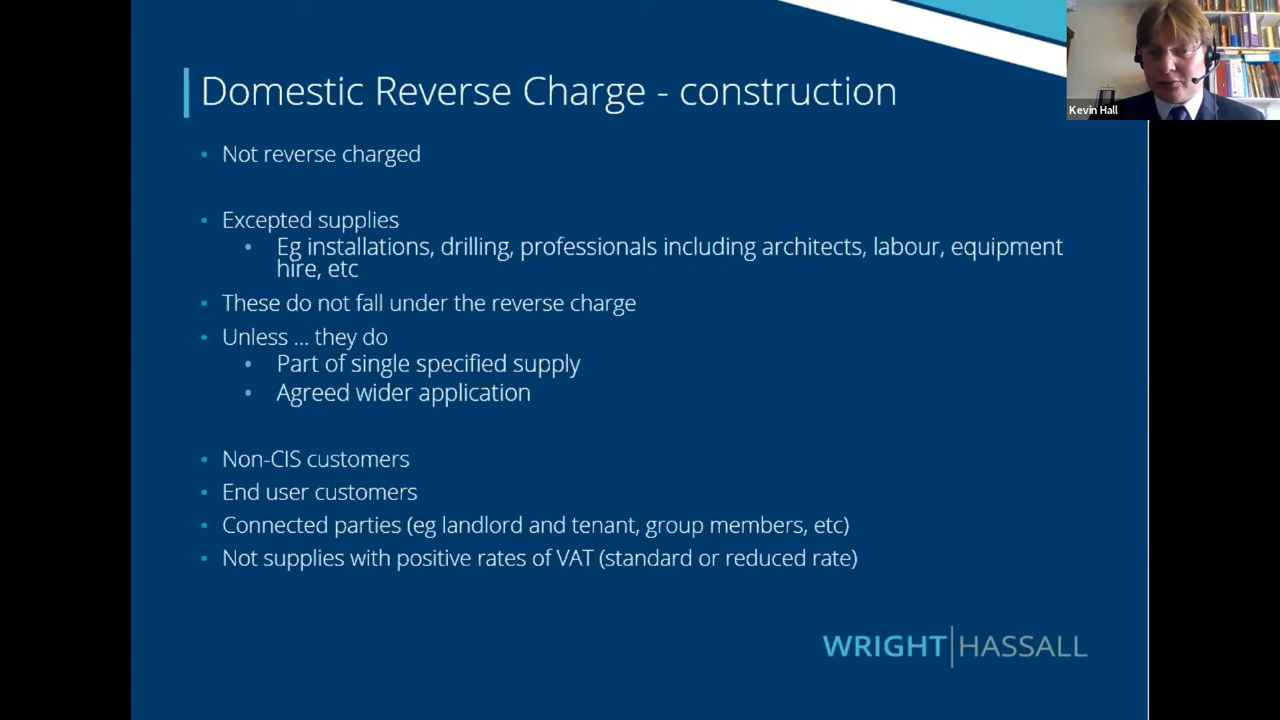 Domestic Reverse Charge - construction
Kevin Hall
• Not reverse charged
• Excepted supplies
• Eg installations, drilling, professionals including architects, labour, equipment
hire, etc
• These do not fall under the reverse charge
• Unless ... they do
• Part of single specified supply
• Agreed wider application
• Non-CIS customers
• End user customers
• Connected parties (eg landlord and tenant, group members, etc)
• Not supplies with positive rates of VAT (standard or reduced rate)
WRIGHT|HASSALL